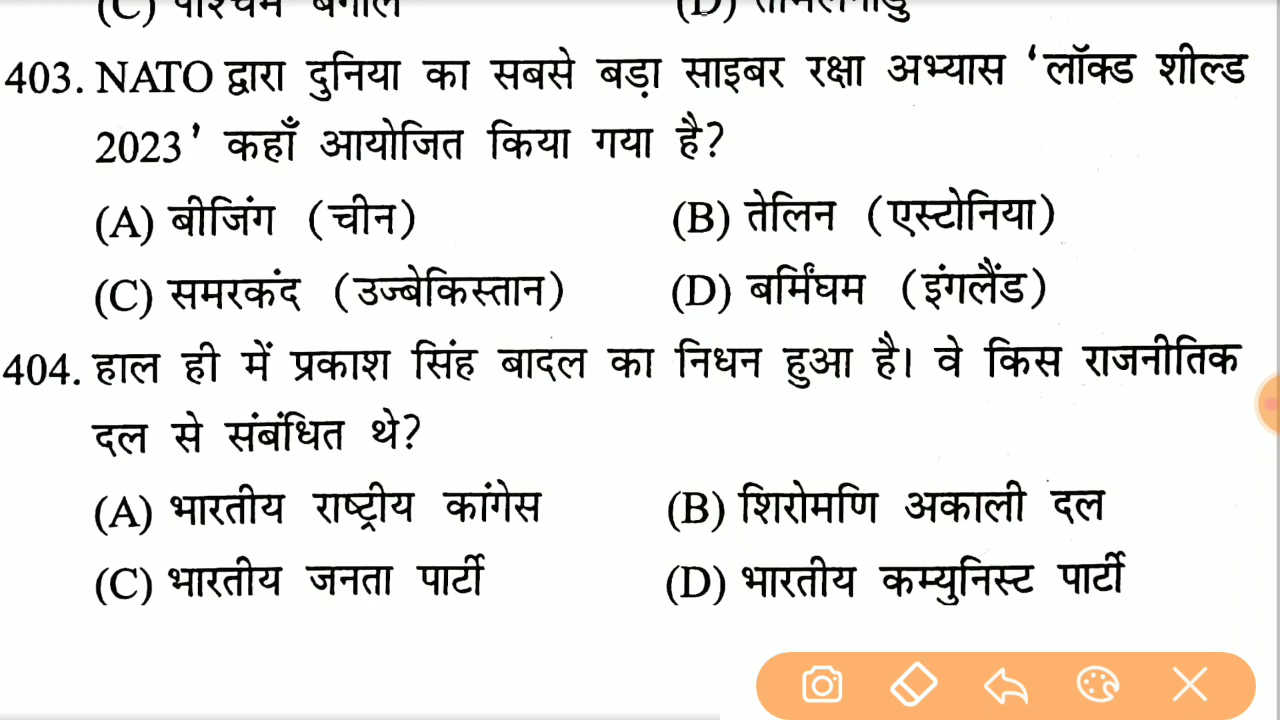 403. NATO द्वारा दुनिया का सबसे बड़ा साइबर रक्षा अभ्यास ‘लॉक्ड शील्ड
2023’ कहाँ आयोजित किया गया है?
(A) बीजिंग (चीन) (B) तेलिन (एस्टोनिया)
(C) समरकंद (उज्बेकिस्तान) (D) बर्मिंघम (इंगलैंड)
404. हाल ही में प्रकाश सिंह बादल का निधन हुआ है। वे किस राजनीतिक
दल से संबंधित थे?
(A) भारतीय राष्ट्रीय कांगेस (B) शिरोमणि अकाली दल
(C) भारतीय जनता पार्टी (D) भारतीय कम्युनिस्ट पार्टी